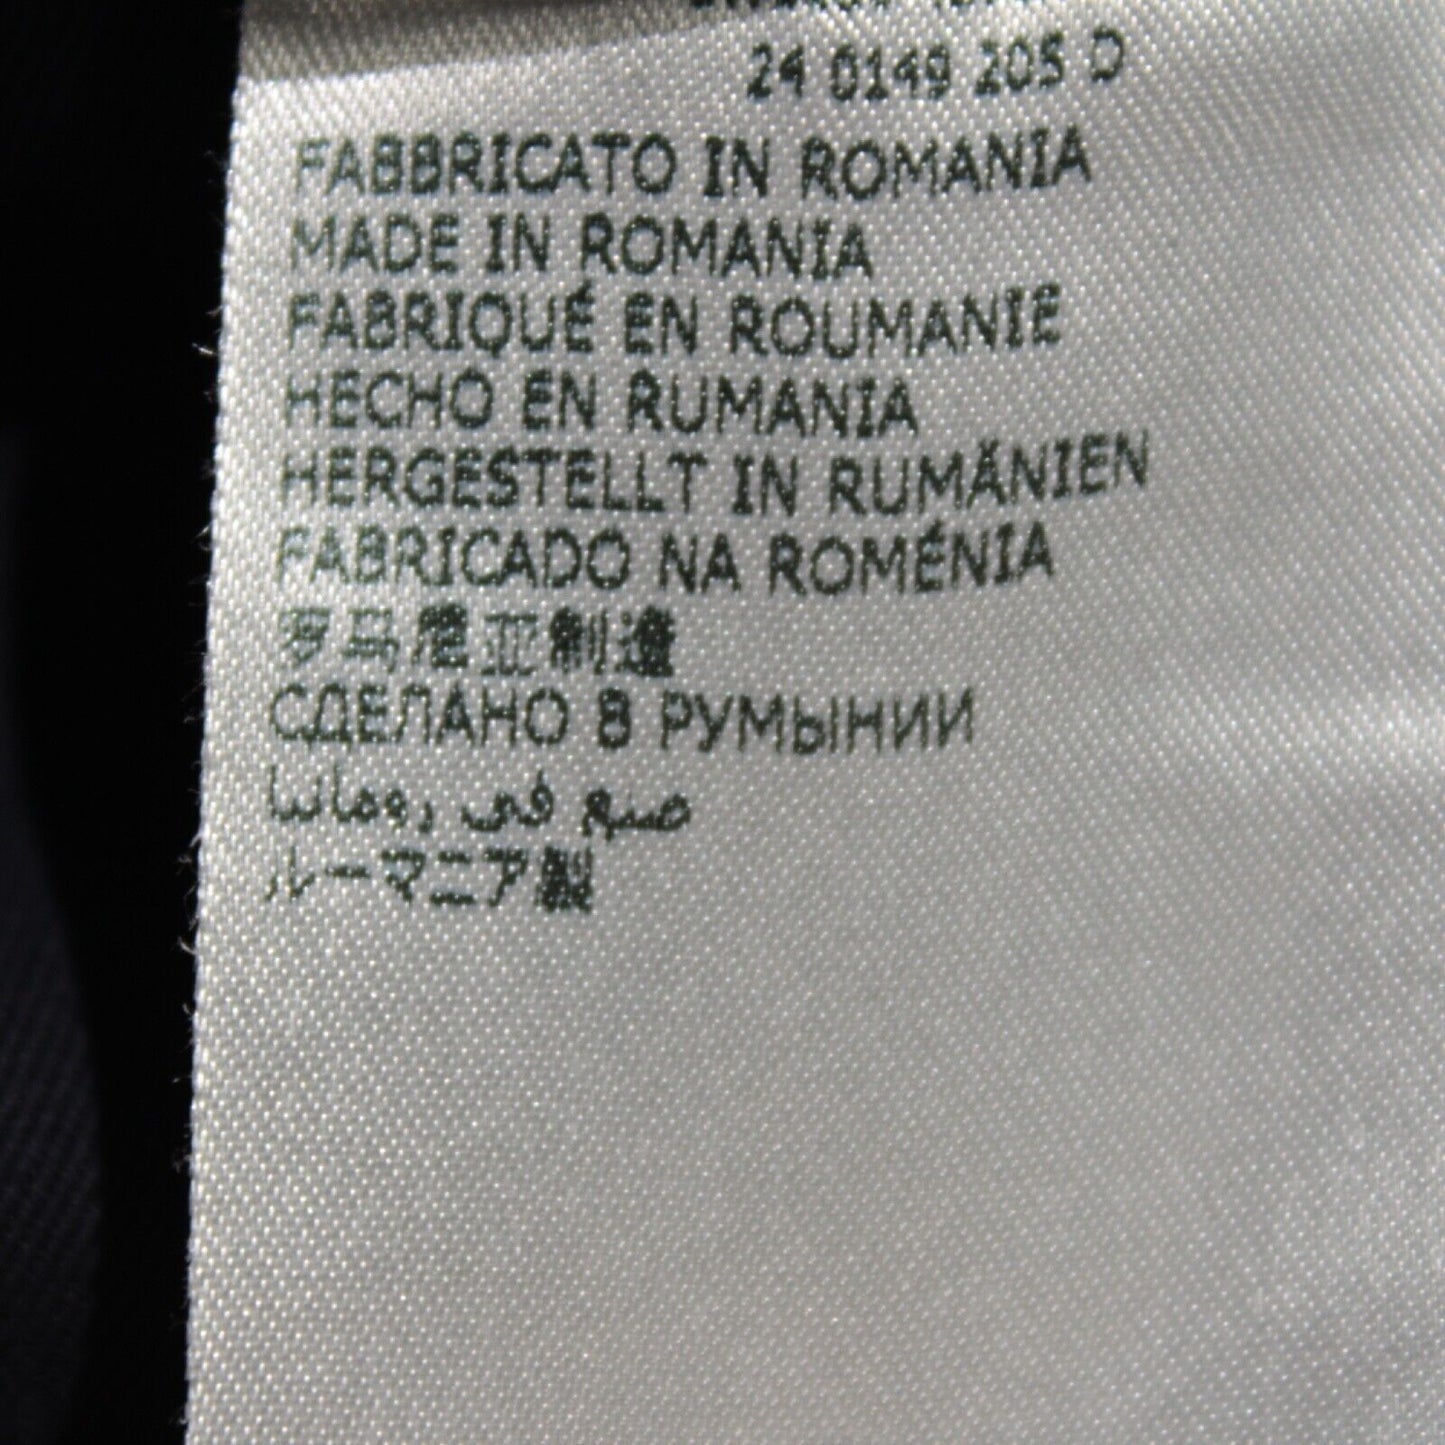 24 0149 205 D
FABBRICATO IN ROMANIA
MADE IN ROMANIA
FABRIQUÉ EN ROUMANIE
HECHO EN RUMANIA
HERGESTELLT IN RUMÄNIEN
FABRICADO NA ROMÉNIA
罗马尼亚制造
СДЕЛАНО В РУМЫНИИ
صنع في رومانيا
ルーマニア製